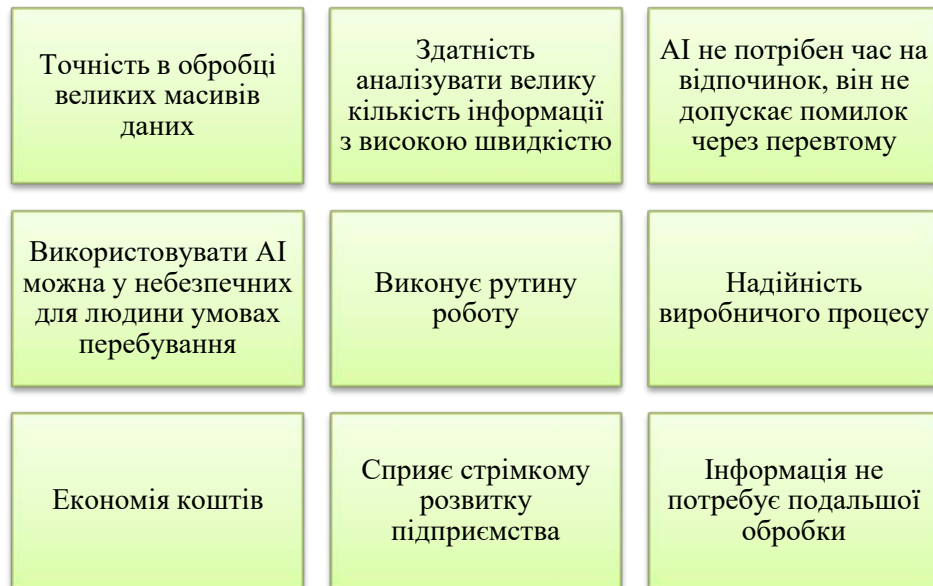 Точність в обробці
великих масивів
даних
Здатність
аналізувати велику
кількість інформації
з високою швидкістю
АІ не потрібен час на
відпочинок, він не
допускає помилок
через перевтому
Використовувати АІ
можна у небезпечних
для людини умовах
перебування
Виконує рутину
роботу
Надійність
виробничого процесу
Економія коштів
Сприяє стрімкому
розвитку
підприємства
Інформація не
потребує подальшої
обробки